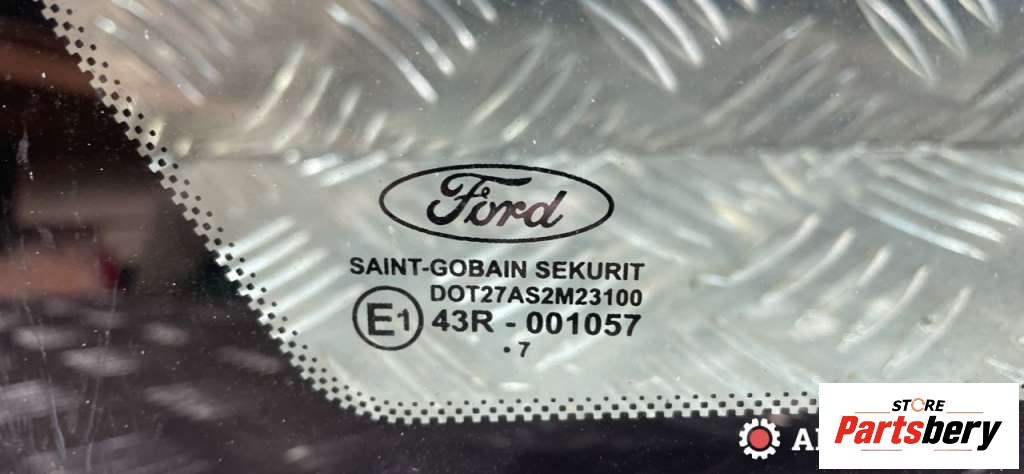 Ford
SAINT-GOBAIN SEKURIT
DOT27AS2M23100
E1 43R - 001057
• 7
STORE
Partsbery